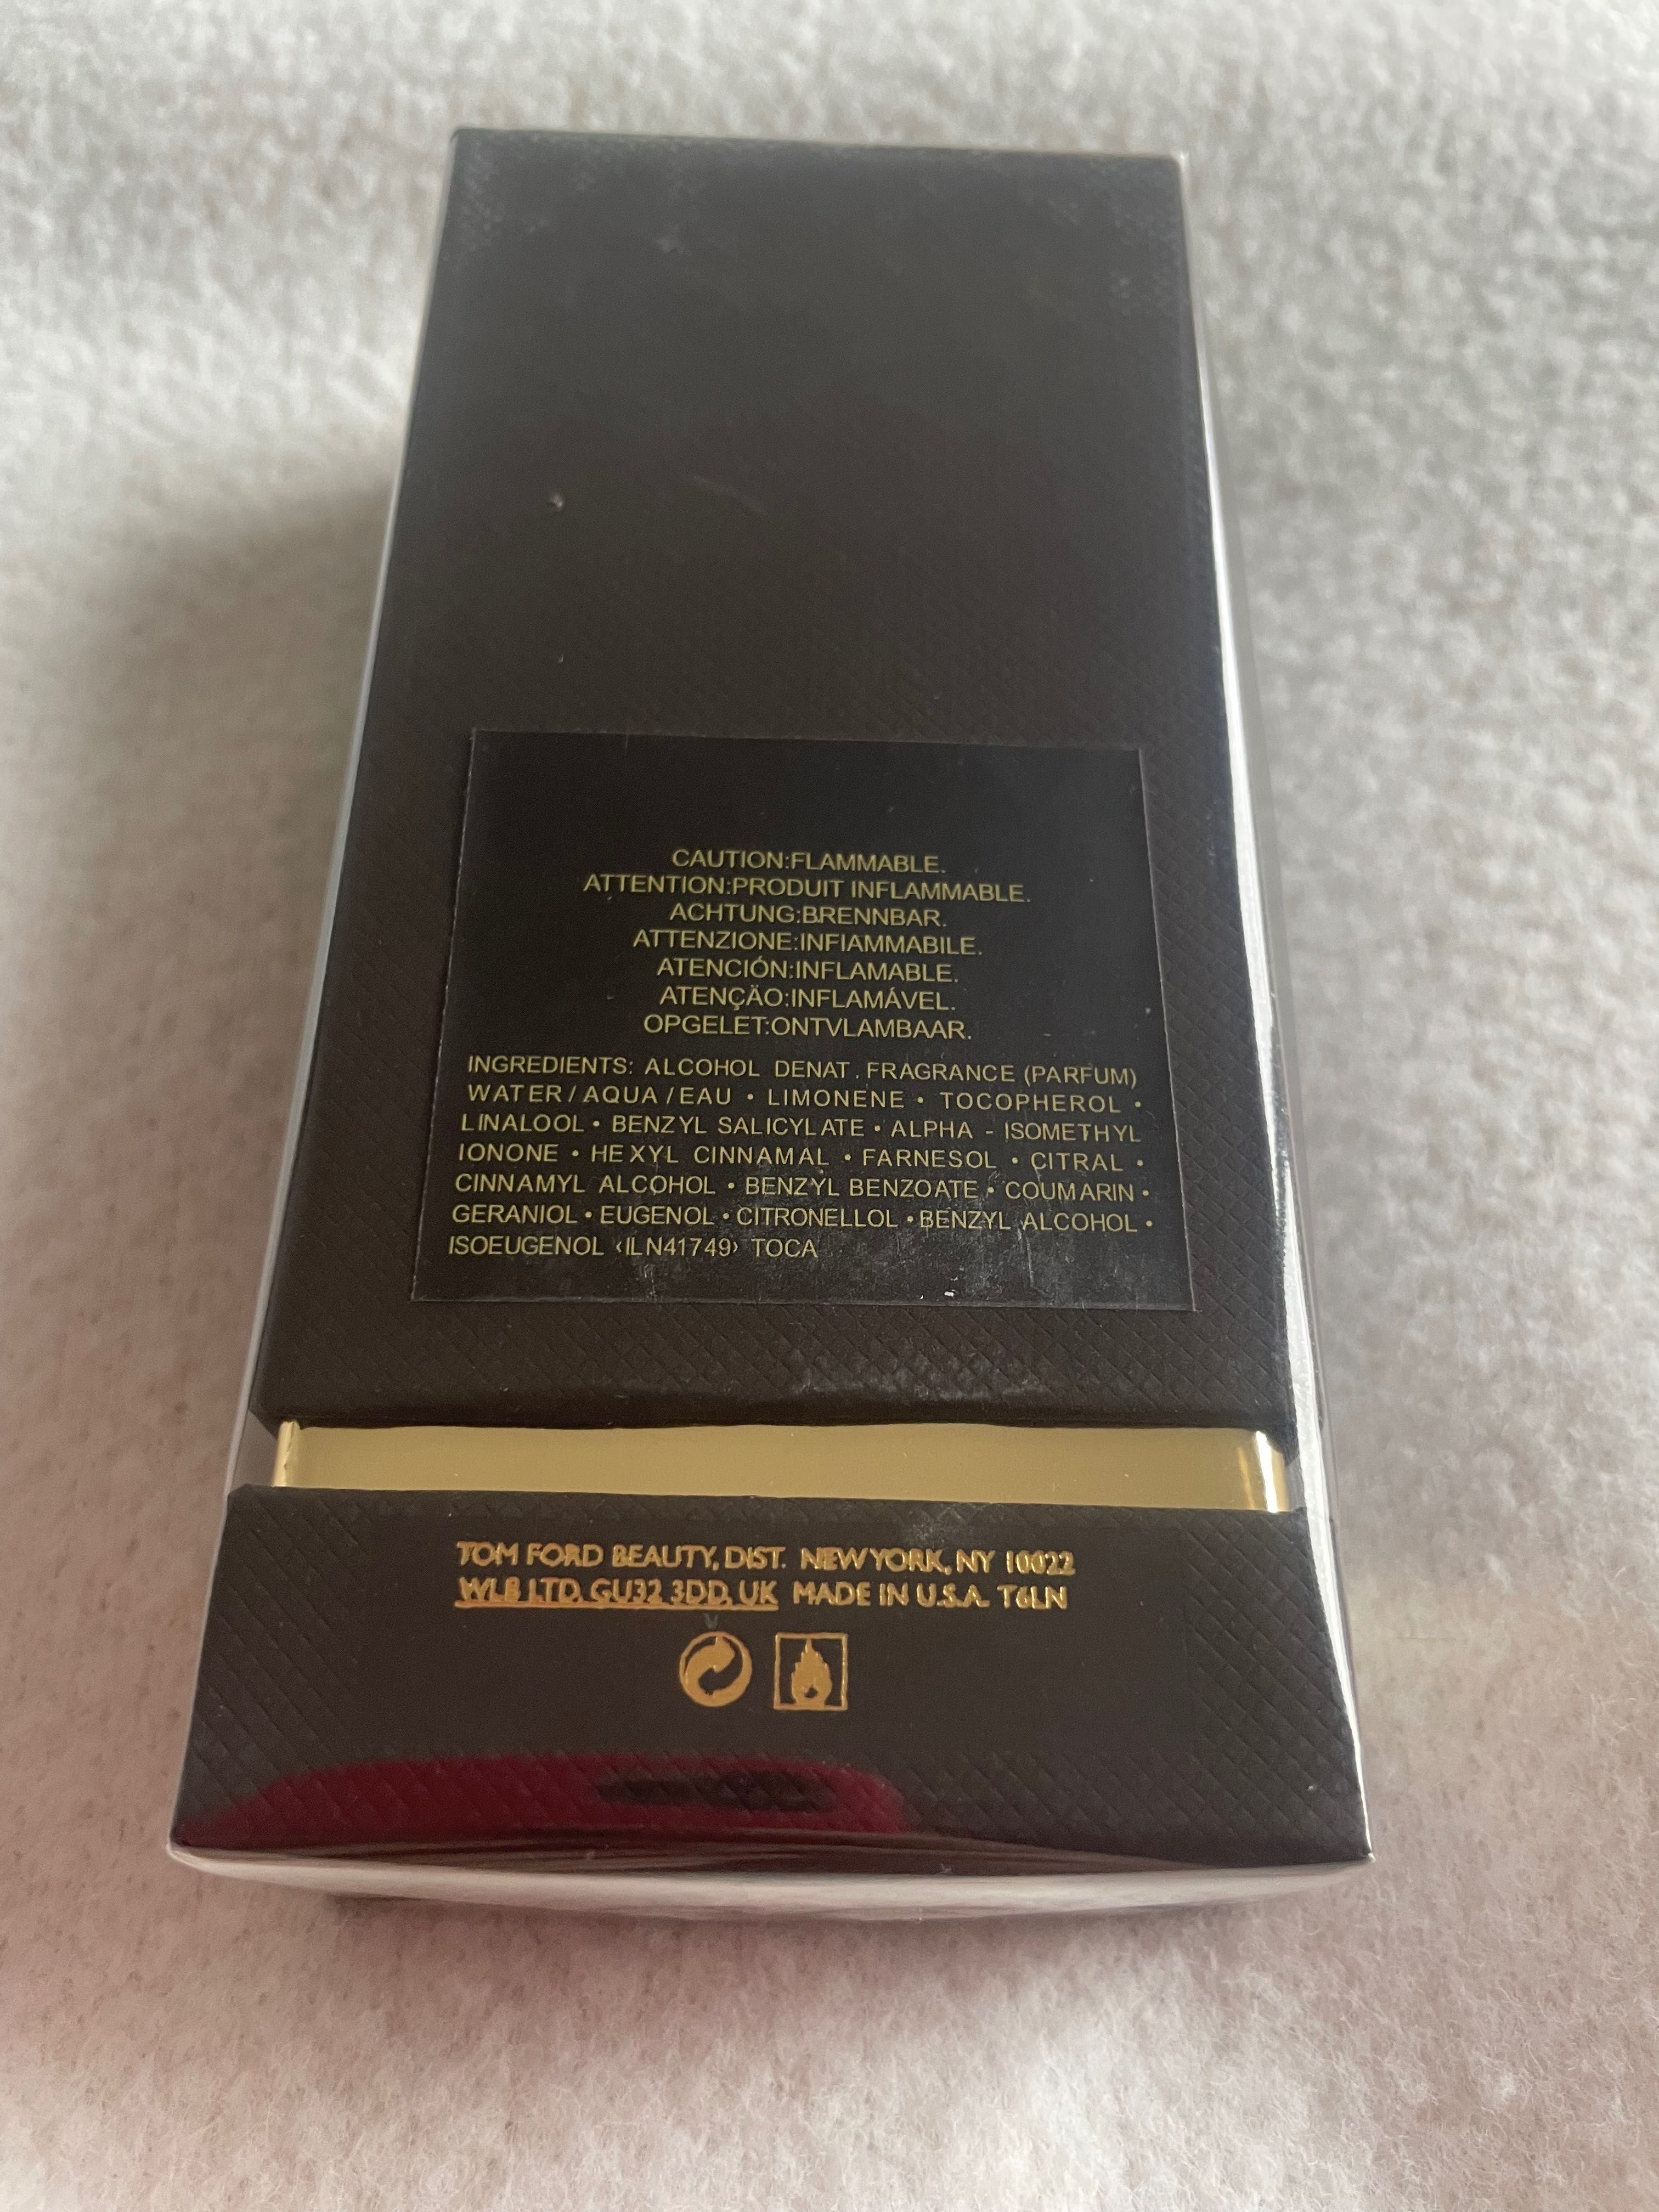 CAUTION:FLAMMABLE.
ATTENTION:PRODUIT INFLAMMABLE.
ACHTUNG:BRENNBAR.
ATTENZIONE:INFIAMMABILE.
ATENCIÓN:INFLAMABLE.
ATENÇÄO:INFLAMÁVEL.
OPGELET:ONTVLAMBAAR.
INGREDIENTS: ALCOHOL DENAT . FRAGRANCE (PARFUM)
WATER / AQUA / EAU • LIMONENE • TOCOPHEROL •
LINALOOL • BENZYL SALICYLATE • ALPHA - ISOMETHYL
IONONE • HEXYL CINNAMAL • FARNESOL • CITRAL •
CINNAMYL ALCOHOL • BENZYL BENZOATE • COUMARIN •
GERANIOL • EUGENOL • CITRONELLOL • BENZYL ALCOHOL •
ISOEUGENOL ‹ILN41749› TOCA
TOM FORD BEAUTY, DIST. NEW YORK, NY 10022
WLB LTD. GU32 3DD, UK MADE IN U.S.A. T6LN